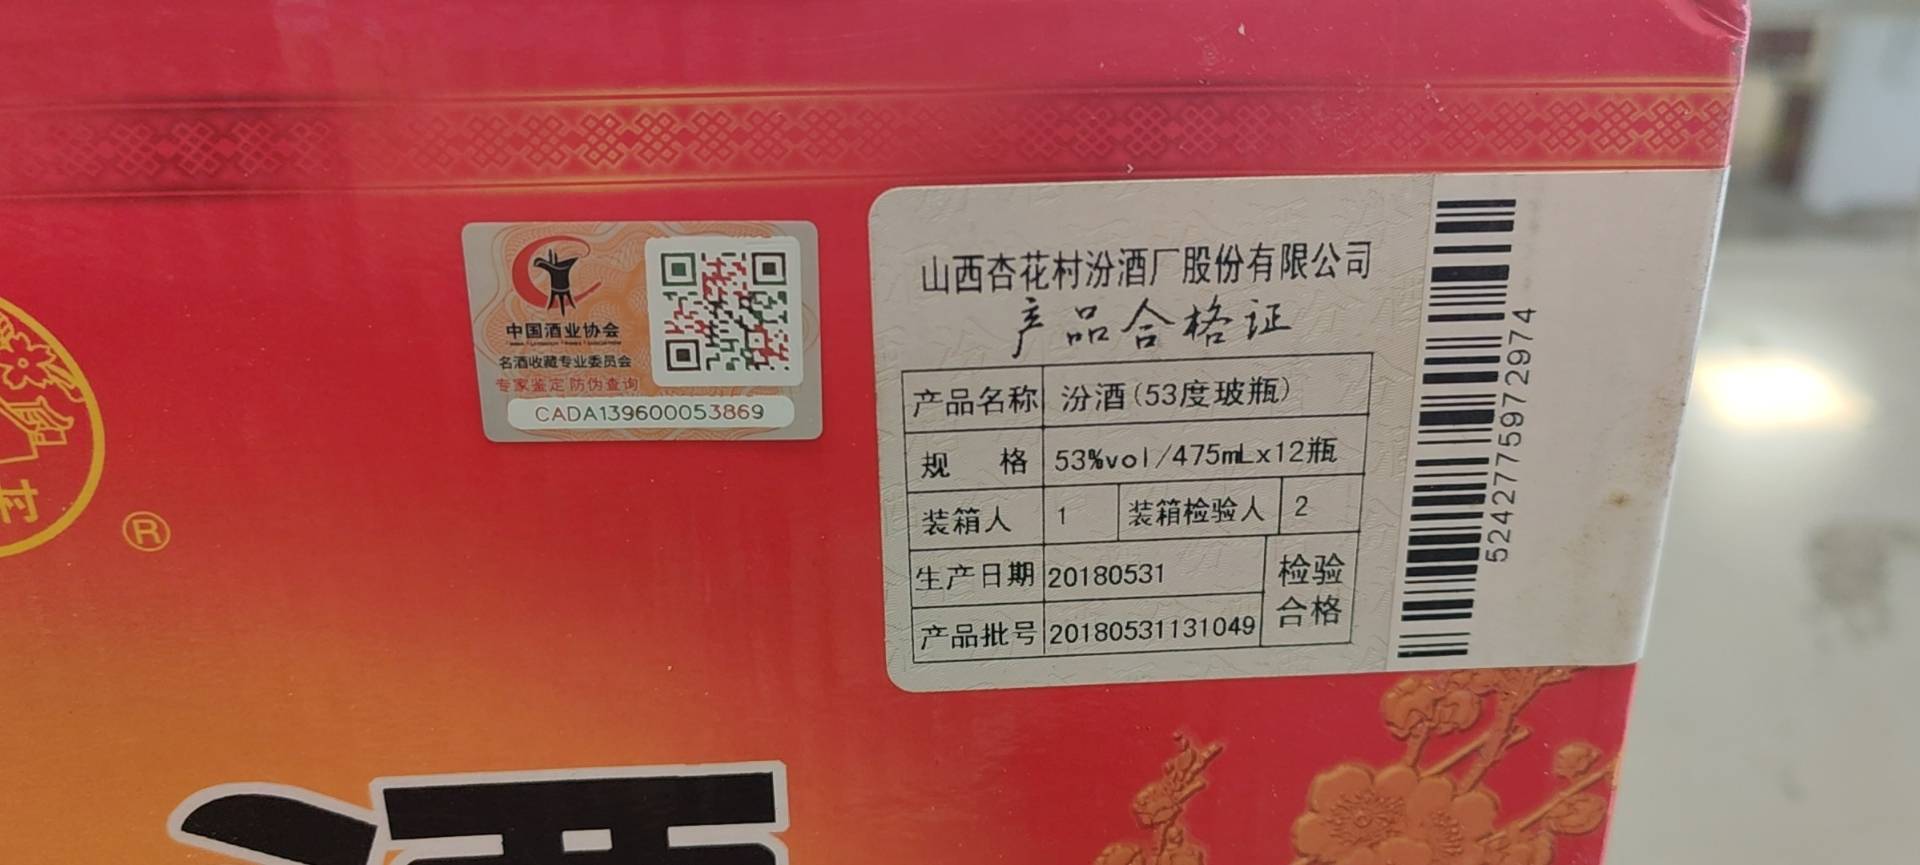 中国酒业协会
名酒收藏专业委员会
专家鉴定 防伪查询
CADA139600053869
山西杏花村汾酒厂股份有限公司
产品合格证
产品名称 汾酒(53度玻瓶)
规 格 53%vol/475mLx12瓶
装箱人 1 装箱检验人 2
生产日期 20180531 检验
产品批号 20180531131049 合格
5242775972974
村
®
酒